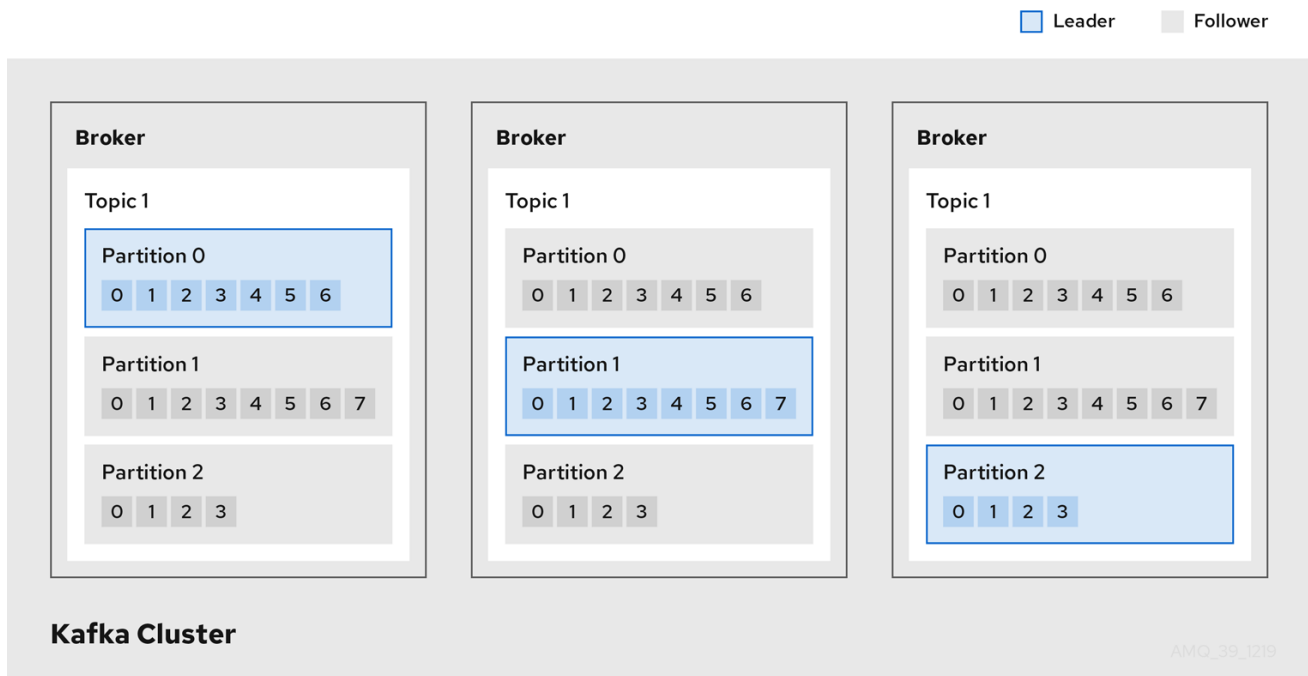 Leader
Follower
Broker
Topic 1
Partition 0
0 1 2 3 4 5 6
Partition 1
0 1 2 3 4 5 6 7
Partition 2
0 1 2 3
Broker
Topic 1
Partition 0
0 1 2 3 4 5 6
Partition 1
0 1 2 3 4 5 6 7
Partition 2
0 1 2 3
Broker
Topic 1
Partition 0
0 1 2 3 4 5 6
Partition 1
0 1 2 3 4 5 6 7
Partition 2
0 1 2 3
Kafka Cluster
AMQ_39_1219